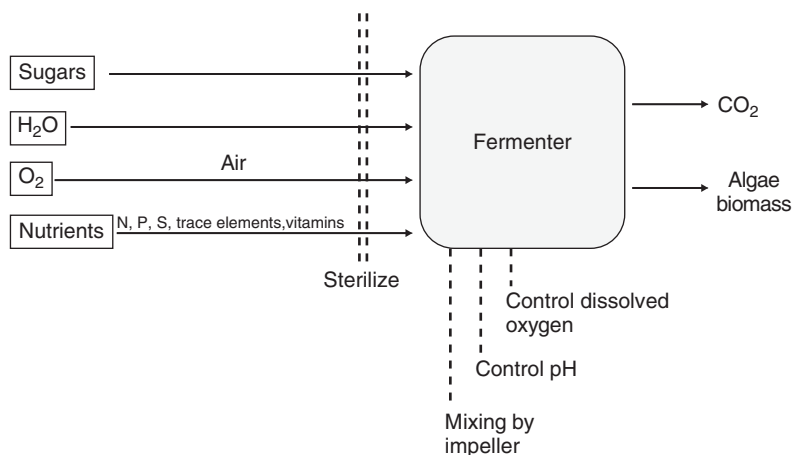 Sugars
H₂O
Air
O₂
Nutrients
N, P, S, trace elements,vitamins
Sterilize
Fermenter
CO₂
Algae
biomass
Control dissolved
oxygen
Control pH
Mixing by
impeller